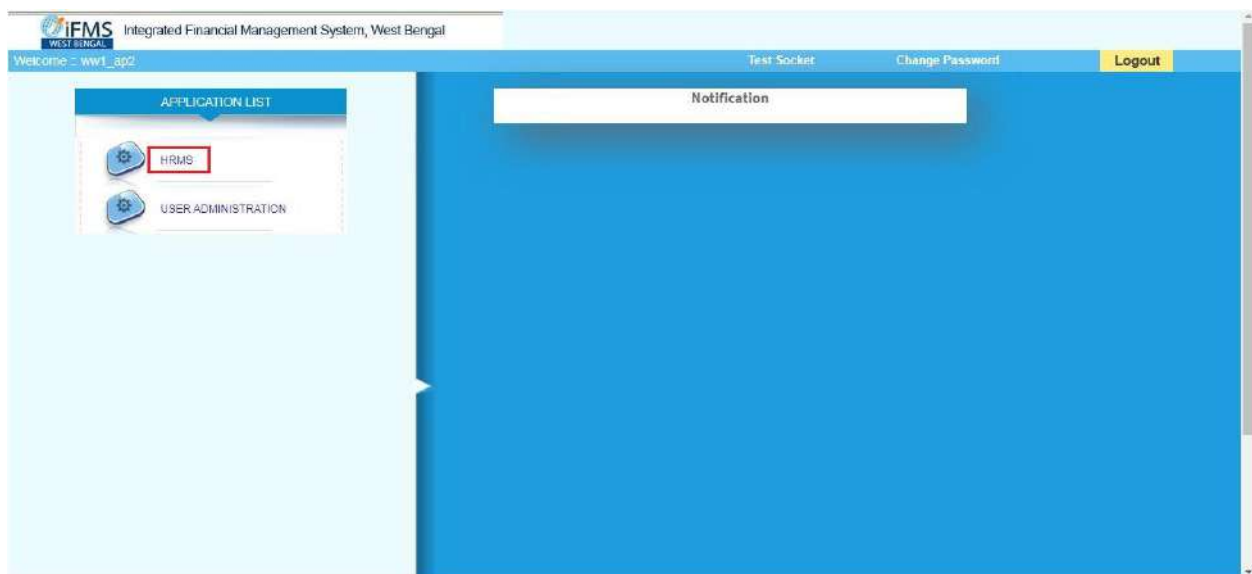 iFMS Integrated Financial Management System, West Bengal
WEST BENGAL
Welcome :: ww1_ap2 Test Socket Change Password Logout
APPLICATION LIST
Notification
HRMS
USER ADMINISTRATION